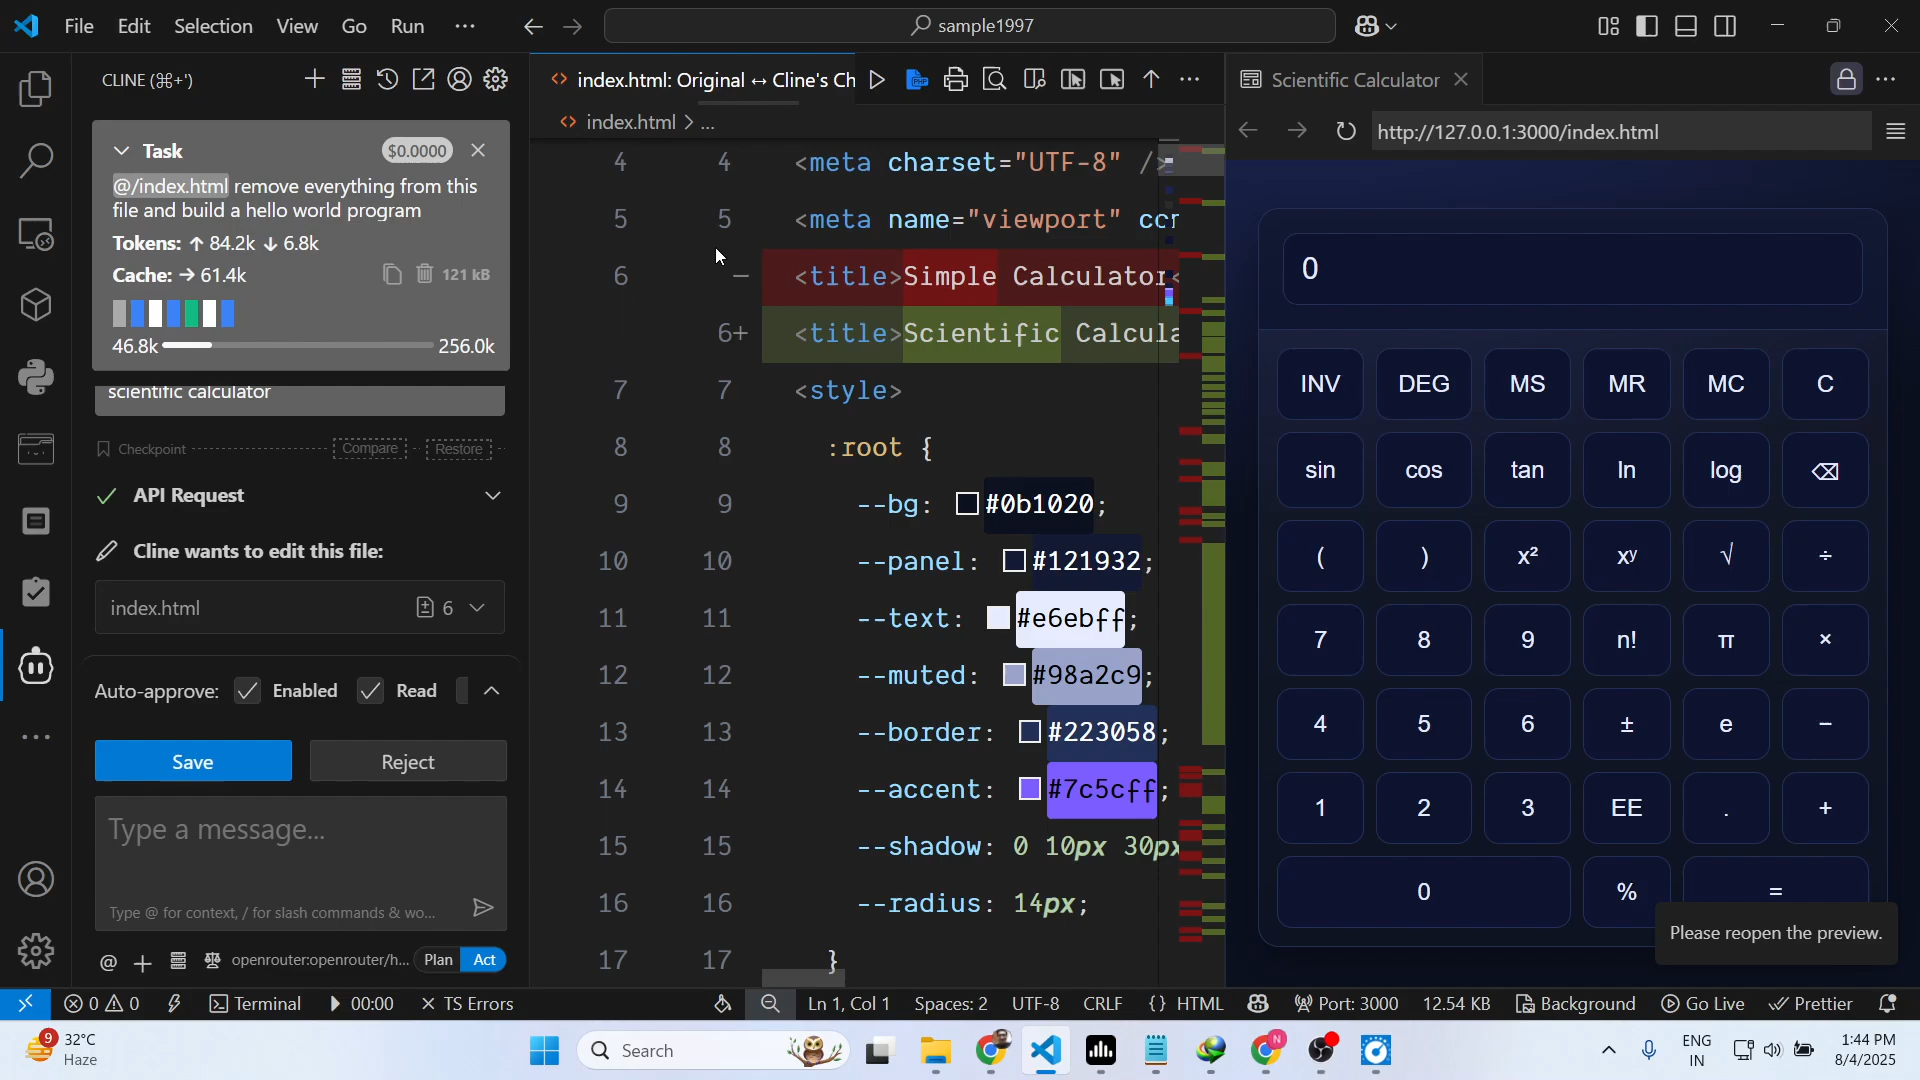 File Edit Selection View Go Run ⋯
sample1997
CLINE (⌘+')
Task $0.0000
@/index.html remove everything from this
file and build a hello world program
Tokens: ↑ 84.2k ↓ 6.8k
Cache: → 61.4k 121 kB
46.8k 256.0k
scientific calculator
Checkpoint Compare Restore
API Request
Cline wants to edit this file:
index.html 6
Auto-approve: Enabled Read
Save Reject
Type a message...
Type @ for context, / for slash commands & wo...
@ + openrouter:openrouter/h... Plan Act
index.html: Original ↔ Cline's Ch
index.html > ...
4 4 <meta charset="UTF-8" />
5 5 <meta name="viewport" cor
6 − <title>Simple Calculator<
6+ <title>Scientific Calcula
7 7 <style>
8 8 :root {
9 9 --bg: #0b1020;
10 10 --panel: #121932;
11 11 --text: #e6ebff;
12 12 --muted: #98a2c9;
13 13 --border: #223058;
14 14 --accent: #7c5cff;
15 15 --shadow: 0 10px 30px
16 16 --radius: 14px;
17 17 }
Scientific Calculator
http://127.0.0.1:3000/index.html
0
INV DEG MS MR MC C
sin cos tan ln log ⌫
( ) x² xʸ √ ÷
7 8 9 n! π ×
4 5 6 ± e −
1 2 3 EE . +
0 % =
Please reopen the preview.
0 0 Terminal 00:00 TS Errors Ln 1, Col 1 Spaces: 2 UTF-8 CRLF {} HTML Port: 3000 12.54 KB Background Go Live Prettier
9 32°C
Haze
Search
N
ENG
IN
1:44 PM
8/4/2025